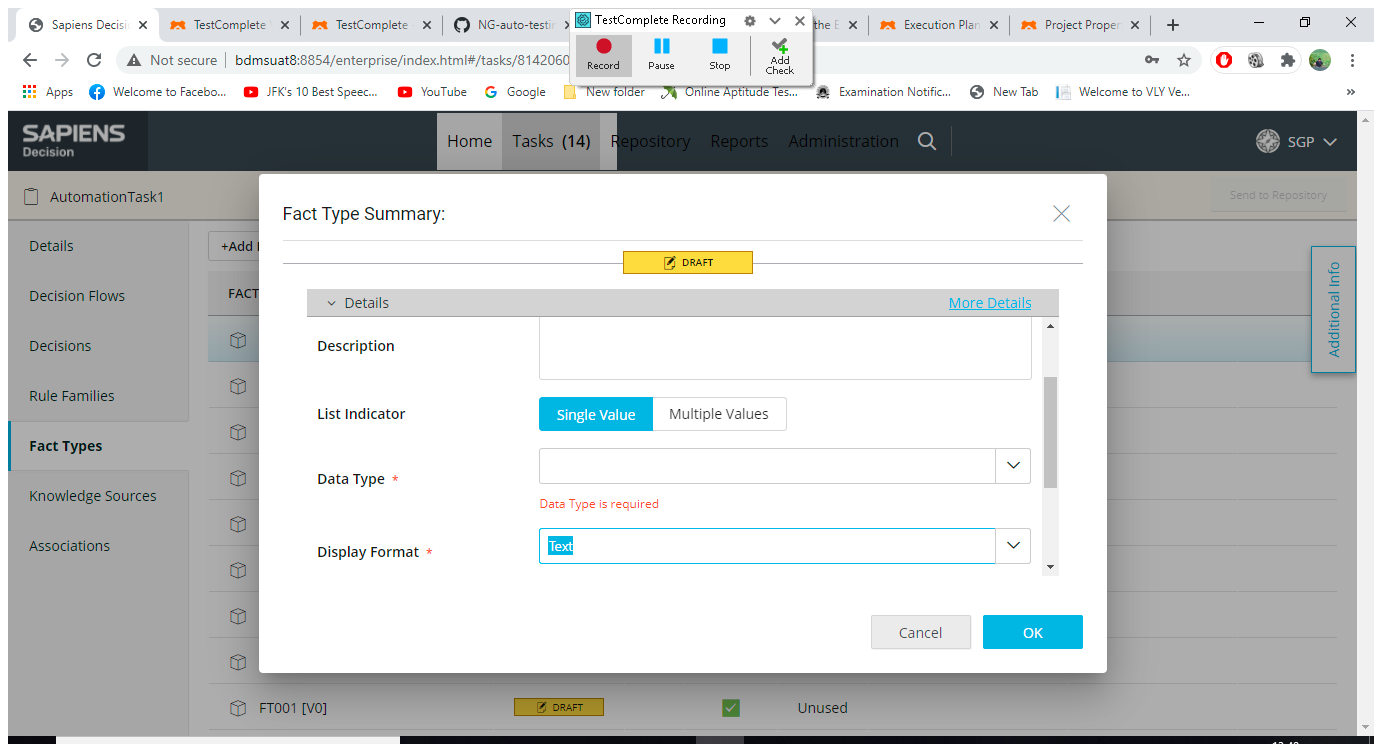 Sapiens Decisi
TestComplete
TestComplete
NG-auto-testin
TestComplete Recording
the E
Execution Plan
Project Proper
Record
Pause
Stop
Add
Check
Not secure
bdmsuat8:8854/enterprise/index.html#/tasks/8142060
Apps
Welcome to Facebo...
JFK's 10 Best Speec...
YouTube
Google
New folder
Online Aptitude Tes...
Examination Notific...
New Tab
Welcome to VLY Ve...
»
SAPIENS
Decision
Home
Tasks (14)
Repository
Reports
Administration
SGP
AutomationTask1
Send to Repository
Details
Decision Flows
Decisions
Rule Families
Fact Types
Knowledge Sources
Associations
+Add
FACT
Additional Info
Fact Type Summary:
DRAFT
Details
More Details
Description
List Indicator
Single Value
Multiple Values
Data Type *
Data Type is required
Display Format *
Text
Cancel
OK
FT001 [V0]
DRAFT
Unused